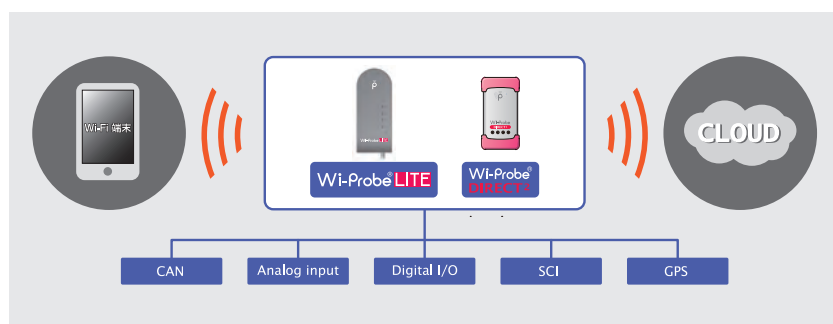 Wi-Fi 端末
Wi-Probe® LITE
Wi-Probe®
DIRECT
CLOUD
CAN
Analog input
Digital I/O
SCI
GPS